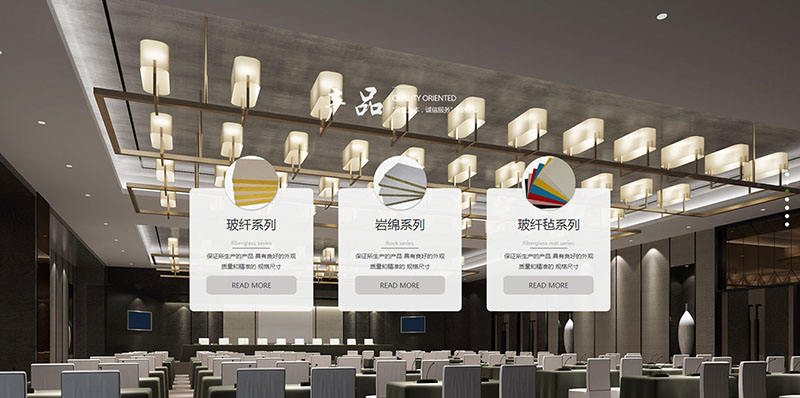 产品
QUALITY ORIENTED
诚信服务
玻纤系列
fiberglass series
保证所生产的产品 具有良好的外观
质量和精准的 规格尺寸
READ MORE
岩绵系列
Rock series
保证所生产的产品 具有良好的外观
质量和精准的 规格尺寸
READ MORE
玻纤毡系列
Fiberglass mat series
保证所生产的产品 具有良好的外观
质量和精准的 规格尺寸
READ MORE